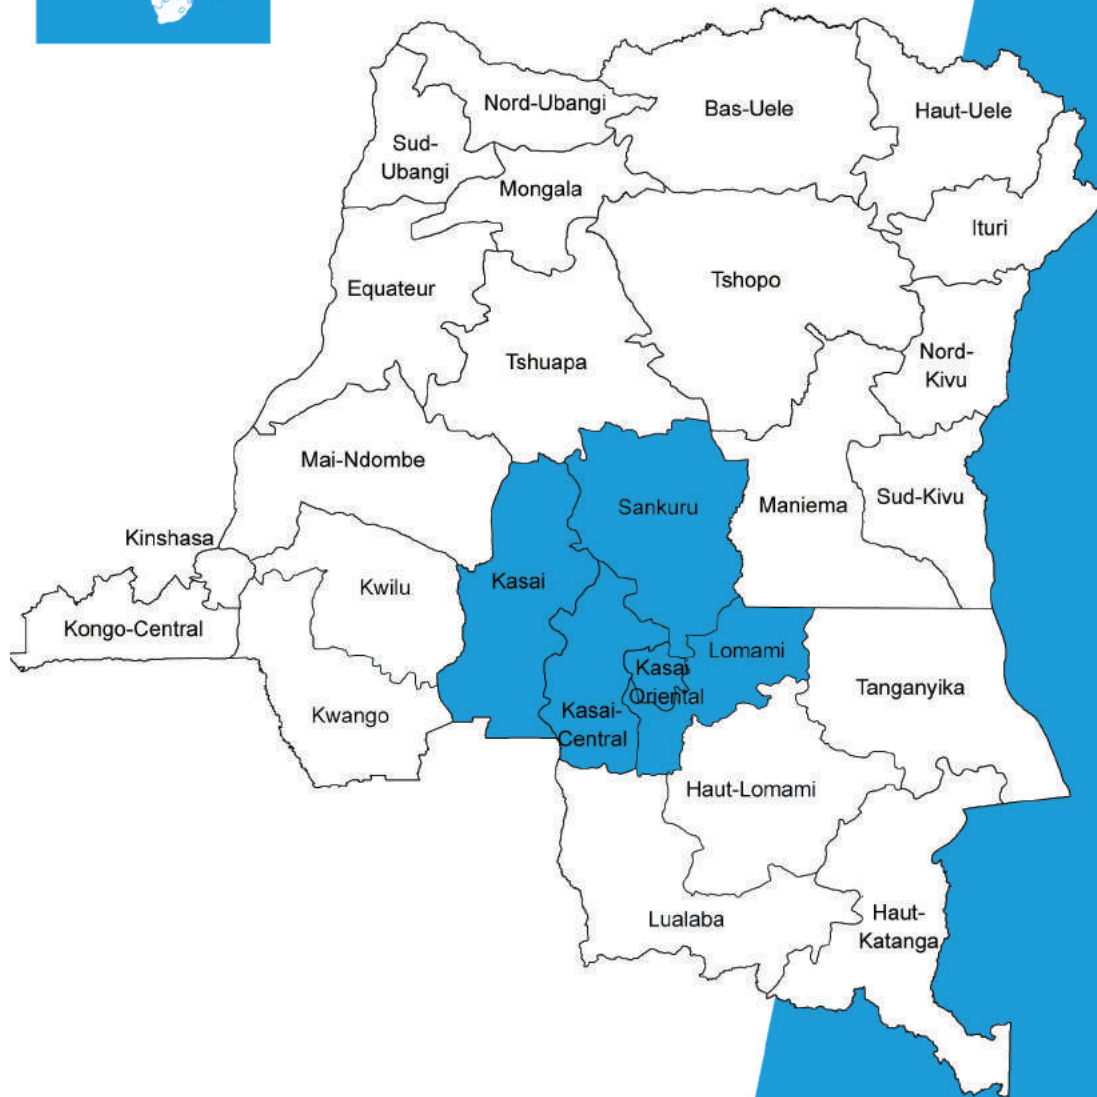 Nord-Ubangi
Bas-Uele
Haut-Uele
Sud-
Ubangi
Mongala
Ituri
Equateur
Tshopo
Tshuapa
Nord-
Kivu
Mai-Ndombe
Sankuru
Maniema
Sud-Kivu
Kinshasa
Kwilu
Kasai
Kongo-Central
Lomami
Kasai
Oriental
Tanganyika
Kwango
Kasai-
Central
Haut-Lomami
Lualaba
Haut-
Katanga